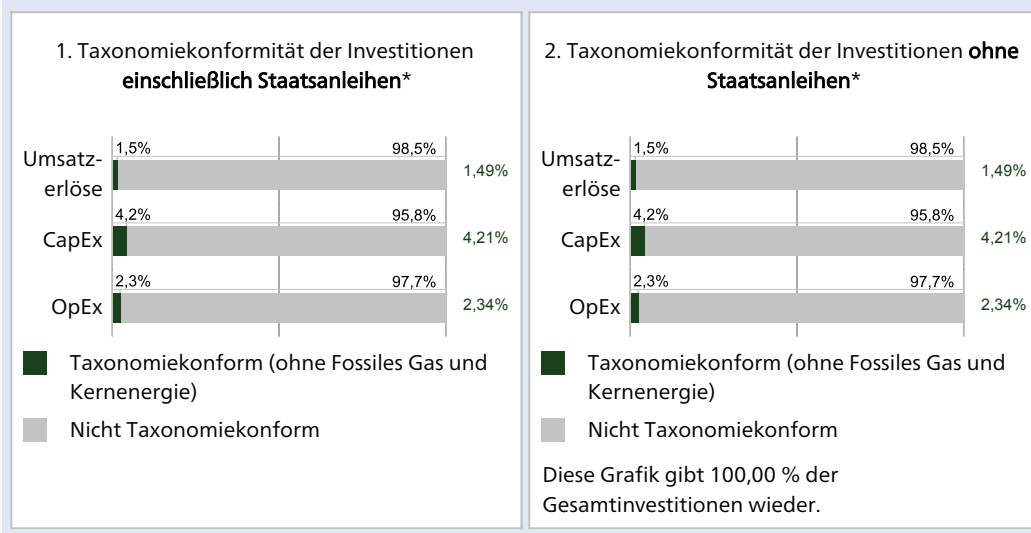 1. Taxonomiekonformität der Investitionen
einschließlich Staatsanleihen*
1,5%
98,5%
Umsatz-
erlöse
1,49%
4,2%
95,8%
CapEx
4,21%
2,3%
97,7%
OpEx
2,34%
Taxonomiekonform (ohne Fossiles Gas und
Kernenergie)
Nicht Taxonomiekonform
2. Taxonomiekonformität der Investitionen ohne
Staatsanleihen*
1,5%
98,5%
Umsatz-
erlöse
1,49%
4,2%
95,8%
CapEx
4,21%
2,3%
97,7%
OpEx
2,34%
Taxonomiekonform (ohne Fossiles Gas und
Kernenergie)
Nicht Taxonomiekonform
Diese Grafik gibt 100,00 % der
Gesamtinvestitionen wieder.